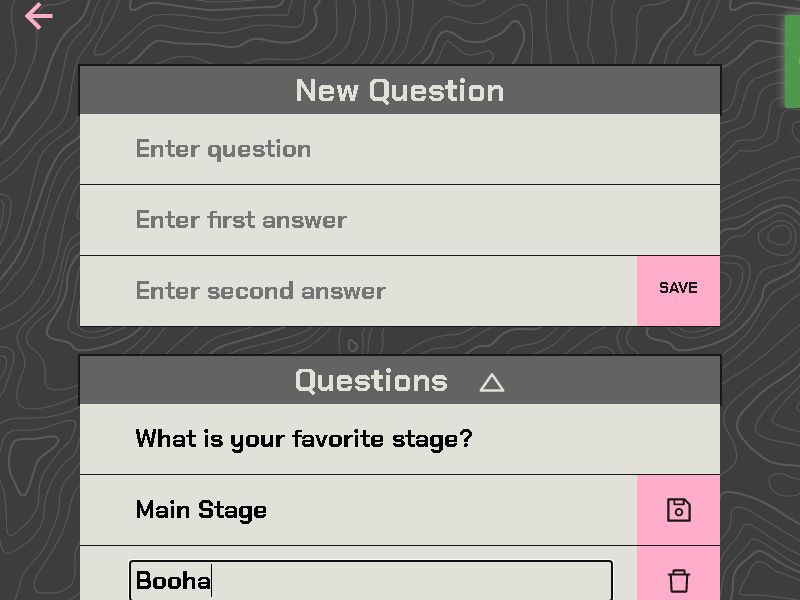 New Question
Enter question
Enter first answer
Enter second answer
SAVE
Questions
What is your favorite stage?
Main Stage
Booha